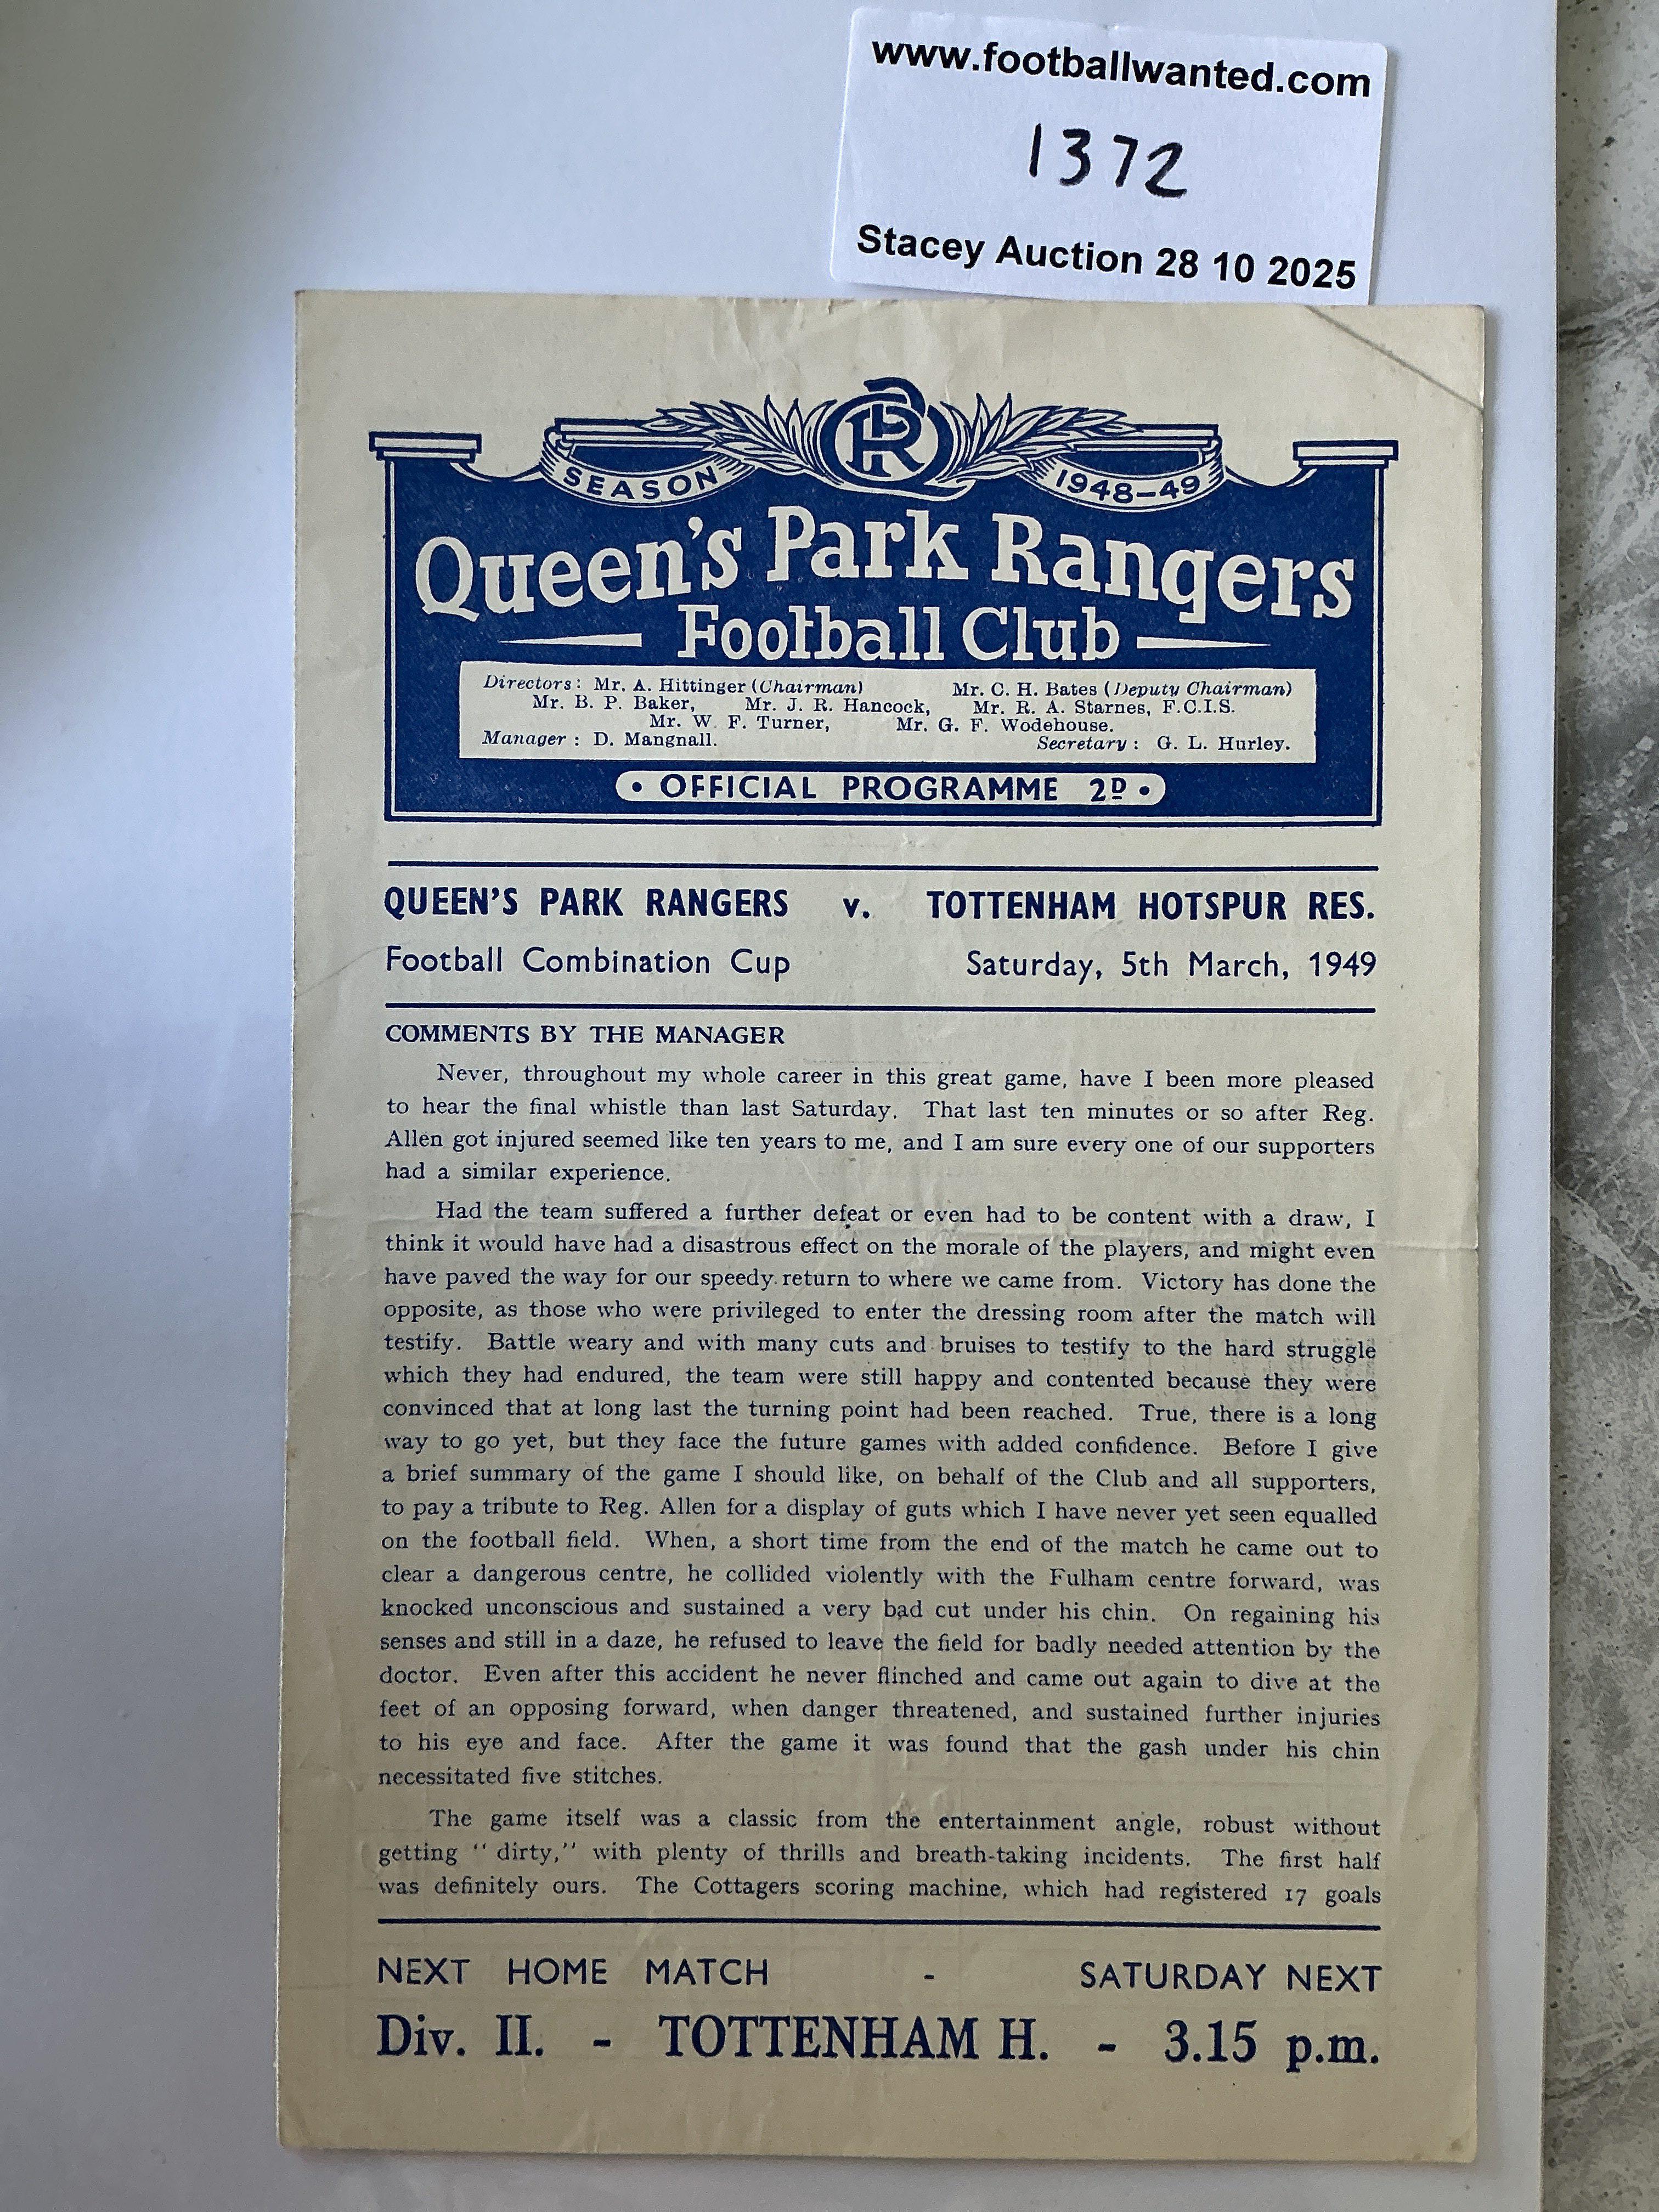 www.footballwanted.com
1372
Stacey Auction 28 10 2025
QPR
SEASON 1948-49
Queen's Park Rangers
Football Club
Directors: Mr. A. Hittinger (Chairman) Mr. C. H. Bates (Deputy Chairman)
Mr. B. P. Baker, Mr. J. R. Hancock, Mr. R. A. Starnes, F.C.I.S.
Mr. W. F. Turner, Mr. G. F. Wodehouse.
Manager: D. Mangnall. Secretary: G. L. Hurley.
• OFFICIAL PROGRAMME 2D •
QUEEN'S PARK RANGERS v. TOTTENHAM HOTSPUR RES.
Football Combination Cup Saturday, 5th March, 1949
COMMENTS BY THE MANAGER
Never, throughout my whole career in this great game, have I been more pleased
to hear the final whistle than last Saturday. That last ten minutes or so after Reg.
Allen got injured seemed like ten years to me, and I am sure every one of our supporters
had a similar experience.
Had the team suffered a further defeat or even had to be content with a draw, I
think it would have had a disastrous effect on the morale of the players, and might even
have paved the way for our speedy return to where we came from. Victory has done the
opposite, as those who were privileged to enter the dressing room after the match will
testify. Battle weary and with many cuts and bruises to testify to the hard struggle
which they had endured, the team were still happy and contented because they were
convinced that at long last the turning point had been reached. True, there is a long
way to go yet, but they face the future games with added confidence. Before I give
a brief summary of the game I should like, on behalf of the Club and all supporters,
to pay a tribute to Reg. Allen for a display of guts which I have never yet seen equalled
on the football field. When, a short time from the end of the match he came out to
clear a dangerous centre, he collided violently with the Fulham centre forward, was
knocked unconscious and sustained a very bad cut under his chin. On regaining his
senses and still in a daze, he refused to leave the field for badly needed attention by the
doctor. Even after this accident he never flinched and came out again to dive at the
feet of an opposing forward, when danger threatened, and sustained further injuries
to his eye and face. After the game it was found that the gash under his chin
necessitated five stitches.
The game itself was a classic from the entertainment angle, robust without
getting "dirty," with plenty of thrills and breath-taking incidents. The first half
was definitely ours. The Cottagers scoring machine, which had registered 17 goals
NEXT HOME MATCH - SATURDAY NEXT
Div. II. - TOTTENHAM H. - 3.15 p.m.